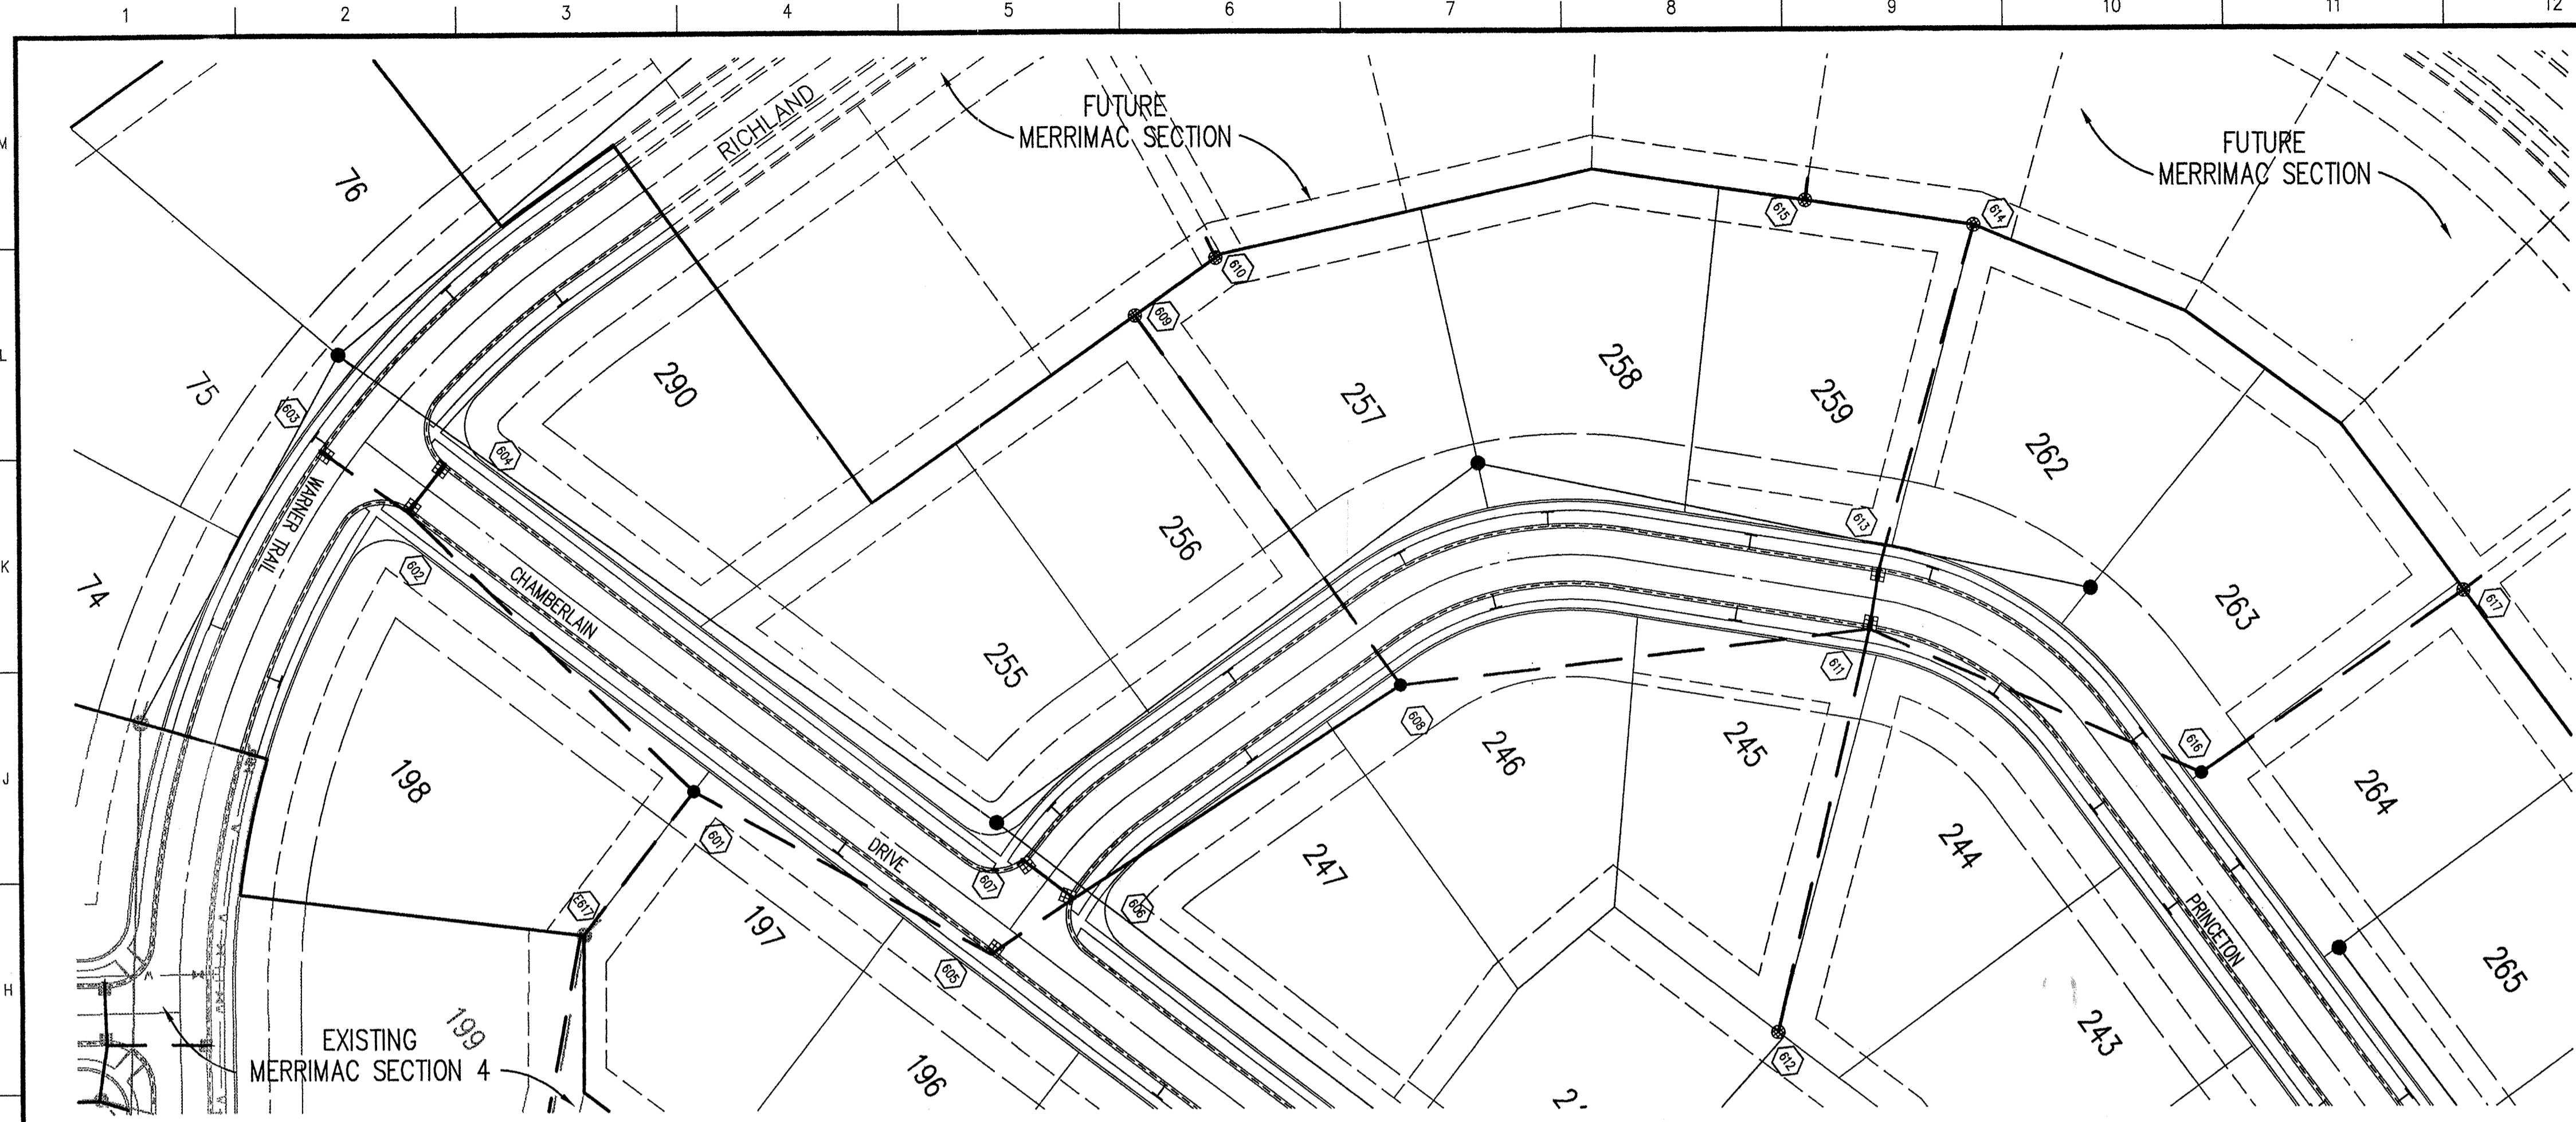 1 2 3 4 5 6 7 8 9 10 11 12
M
L
K
J
H
RICHLAND
FUTURE
MERRIMAC SECTION
FUTURE
MERRIMAC SECTION
76
75
74
290
257
258
259
262
263
256
255
264
265
198
197
196
199
247
246
245
244
243
603
604
602
601
E617
605
607
606
608
609
610
615
614
613
611
616
617
612
WARNER TRAIL
CHAMBERLAIN
DRIVE
PRINCETON
EXISTING
MERRIMAC SECTION 4